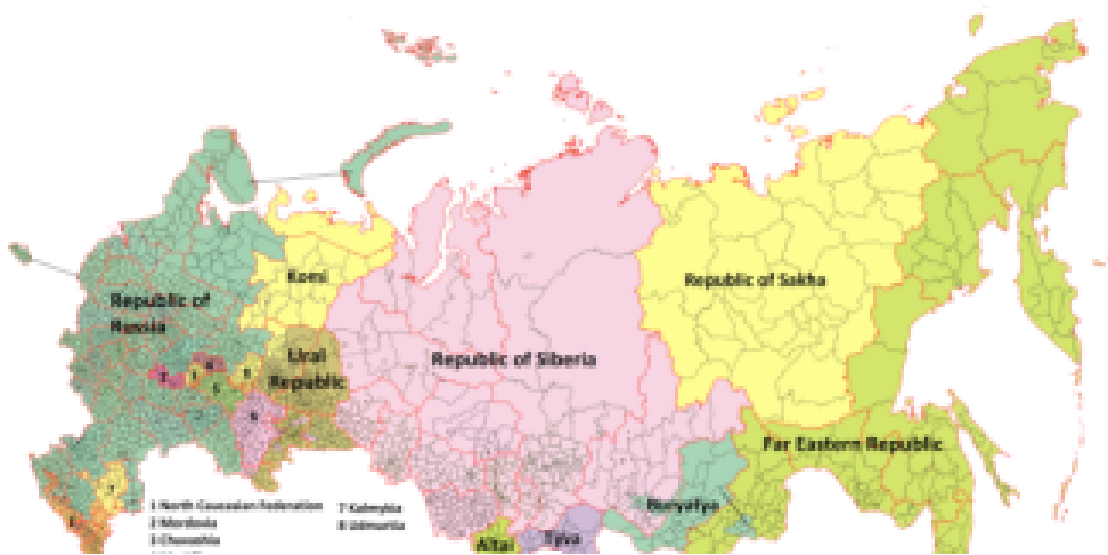 Komi
Republic of
Russia
Republic of Sakha
Ural
Republic
Republic of Siberia
Far Eastern Republic
Buryatya
Altai
Tyva
1 North Caucasian Federation
2 Mordovia
3 Chuvashia
7 Kalmykia
8 Udmurtia